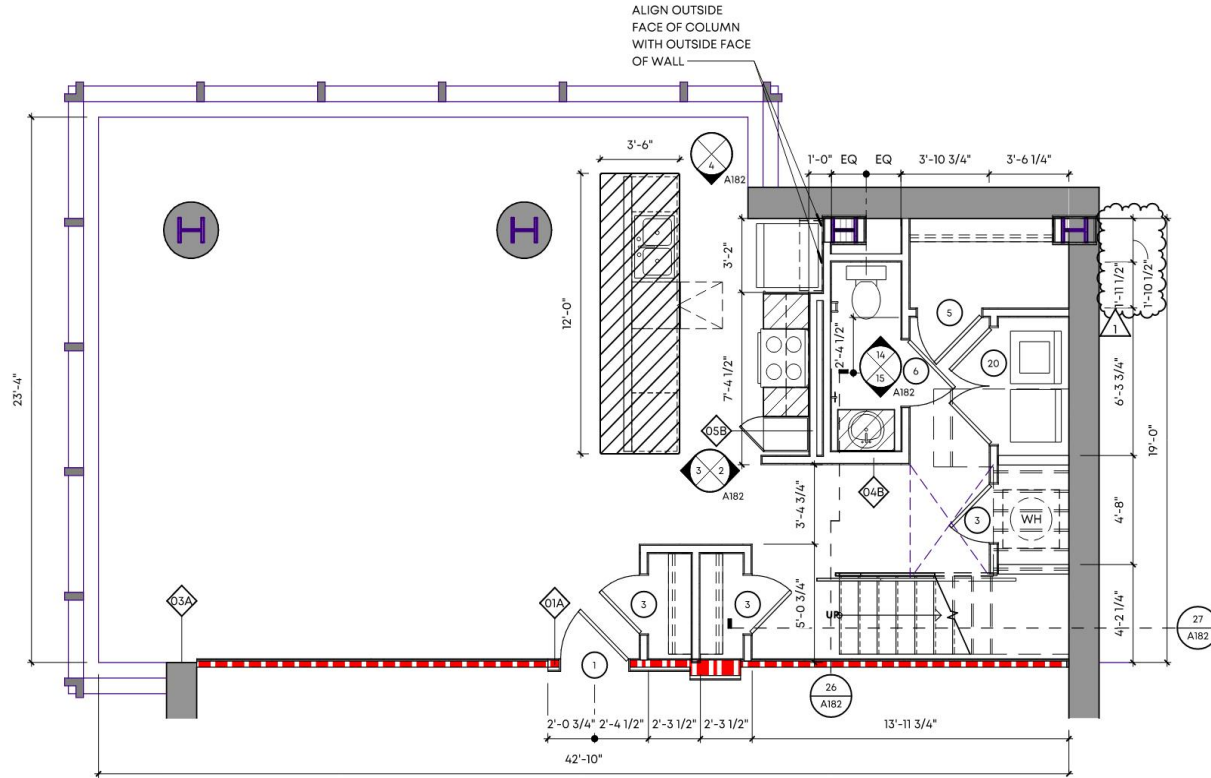 ALIGN OUTSIDE
FACE OF COLUMN
WITH OUTSIDE FACE
OF WALL
3'-6"
4
A182
1'-0"
EQ
EQ
3'-10 3/4"
3'-6 1/4"
H
H
H
H
3'-2"
12'-0"
23'-4"
7'-4 1/2"
2'-4 1/2"
14
15
A182
5
6
20
1'-11 1/2"
1'-10 1/2"
1
6'-3 3/4"
19'-0"
05B
3
2
A182
04B
3'-4 3/4"
3
WH
4'-8"
03A
01A
3
3
5'-0 3/4"
UP
4'-2 1/4"
27
A182
1
26
A182
2'-0 3/4"
2'-4 1/2"
2'-3 1/2"
2'-3 1/2"
13'-11 3/4"
42'-10"